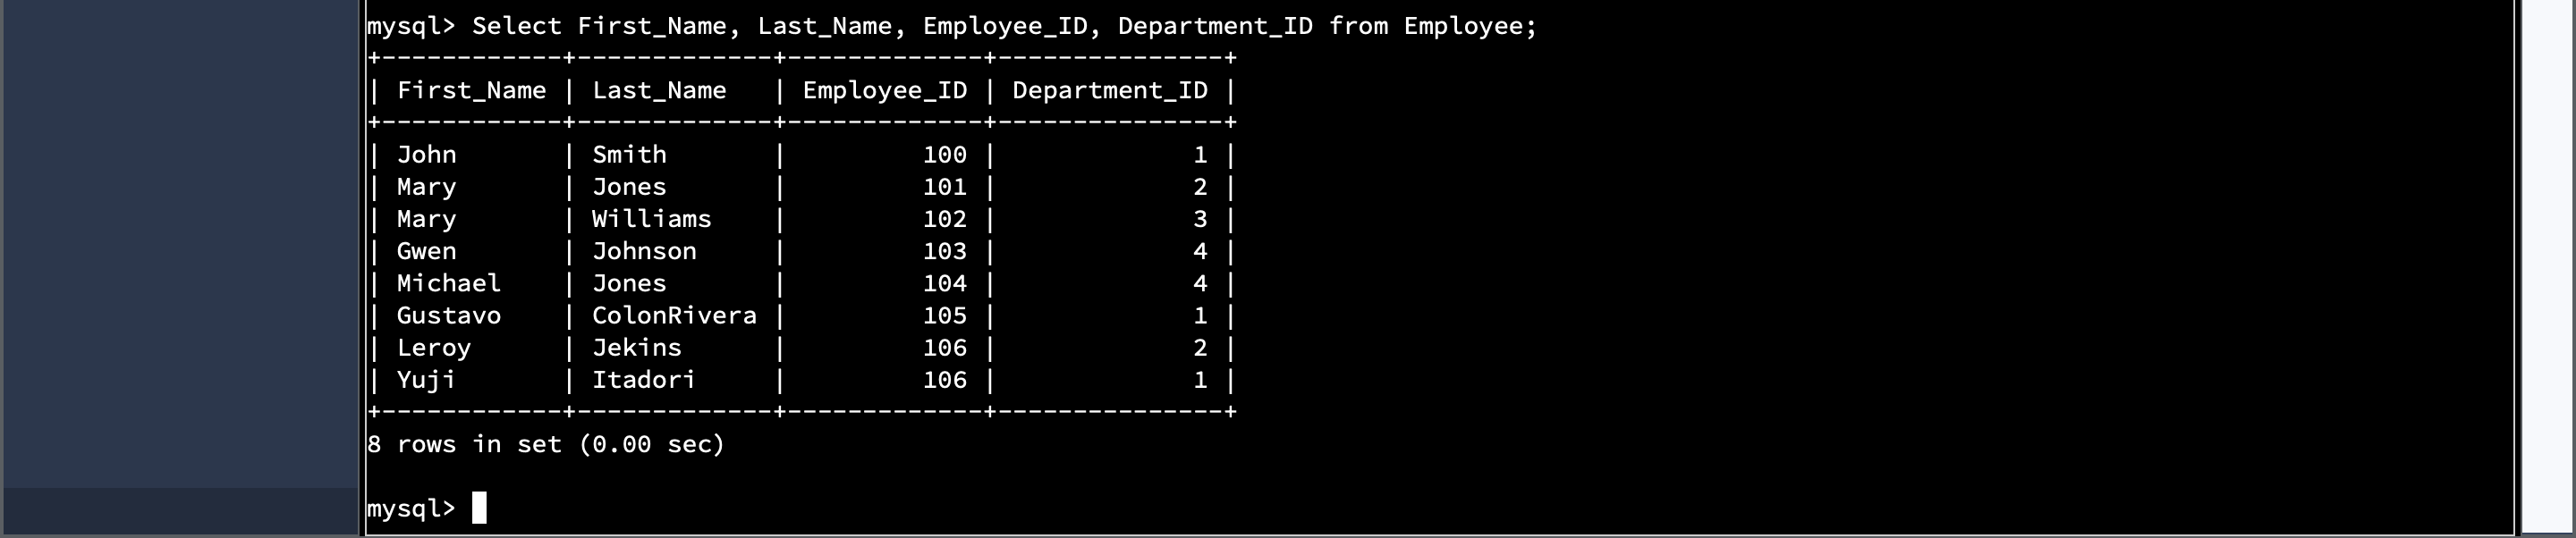 mysql> Select First_Name, Last_Name, Employee_ID, Department_ID from Employee;
+------------+-------------+-------------+---------------+
| First_Name | Last_Name   | Employee_ID | Department_ID |
+------------+-------------+-------------+---------------+
| John       | Smith       |         100 |             1 |
| Mary       | Jones       |         101 |             2 |
| Mary       | Williams    |         102 |             3 |
| Gwen       | Johnson     |         103 |             4 |
| Michael    | Jones       |         104 |             4 |
| Gustavo    | ColonRivera |         105 |             1 |
| Leroy      | Jekins      |         106 |             2 |
| Yuji       | Itadori     |         106 |             1 |
+------------+-------------+-------------+---------------+
8 rows in set (0.00 sec)
mysql>